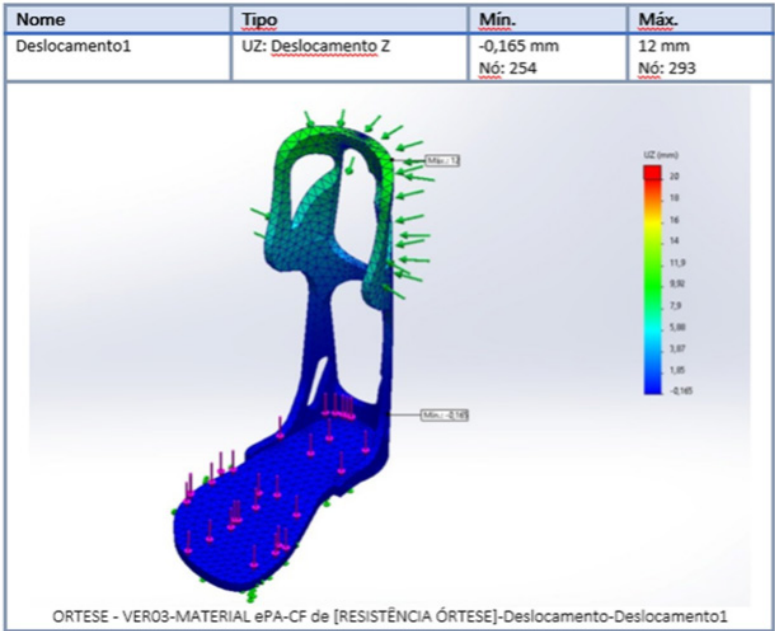 Nome Tipo Mín. Máx.
Deslocamento1 UZ: Deslocamento Z -0,165 mm 12 mm
Nó: 254 Nó: 293
Máx.: 12
UZ (mm)
20
18
16
14
11,9
9,92
7,9
5,88
3,87
1,85
-0,165
Mín.: -0,165
ORTESE - VER03-MATERIAL ePA-CF de [RESISTÊNCIA ÓRTESE]-Deslocamento-Deslocamento1